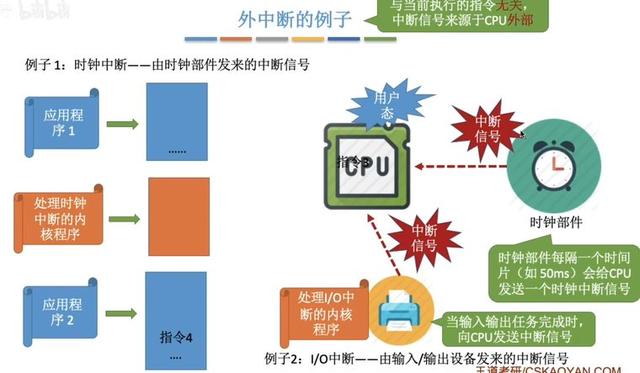 bilibili
外中断的例子
与当前执行的指令无关，
中断信号来源于CPU外部
例子 1：时钟中断——由时钟部件发来的中断信号
应用程
序 1
......
处理时钟
中断的内
核程序
应用程
序 2
指令4
....
用户
态
指令3
CPU
中断
信号
时钟部件
中断
信号
时钟部件每隔一个时间
片（如 50ms）会给CPU
发送一个时钟中断信号
处理I/O中
断的内核
程序
当输入输出任务完成时，
向CPU发送中断信号
例子2：I/O中断——由输入/输出设备发来的中断信号
王道考研/CSKAOYAN.COM